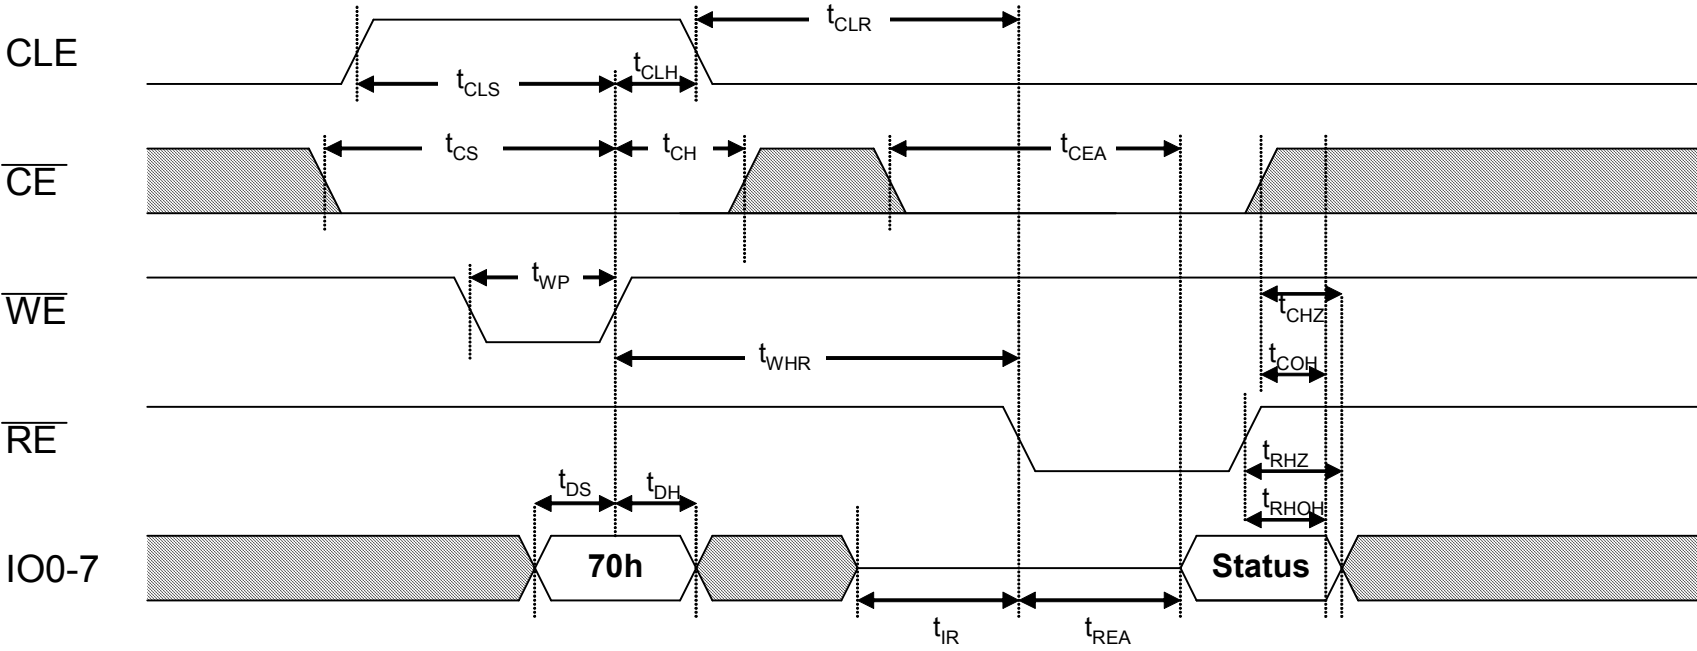 CLE
tCLR
tCLS
tCLH
CE
tCS
tCH
tCEA
WE
tWP
tCHZ
tWHR
tCOH
RE
tRHZ
tDS
tDH
tRHOH
IO0-7
70h
Status
tIR
tREA